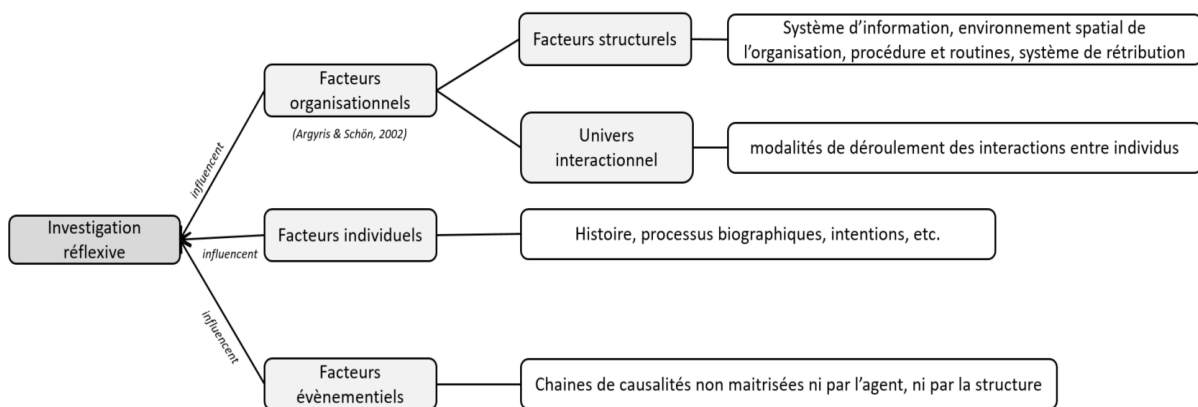 Facteurs structurels
Système d’information, environnement spatial de
l’organisation, procédure et routines, système de rétribution
Facteurs
organisationnels
(Argyris & Schön, 2002)
Univers
interactionnel
modalités de déroulement des interactions entre individus
influencent
Investigation
réflexive
influencent
Facteurs individuels
Histoire, processus biographiques, intentions, etc.
influencent
Facteurs
évènementiels
Chaines de causalités non maitrisées ni par l’agent, ni par la structure